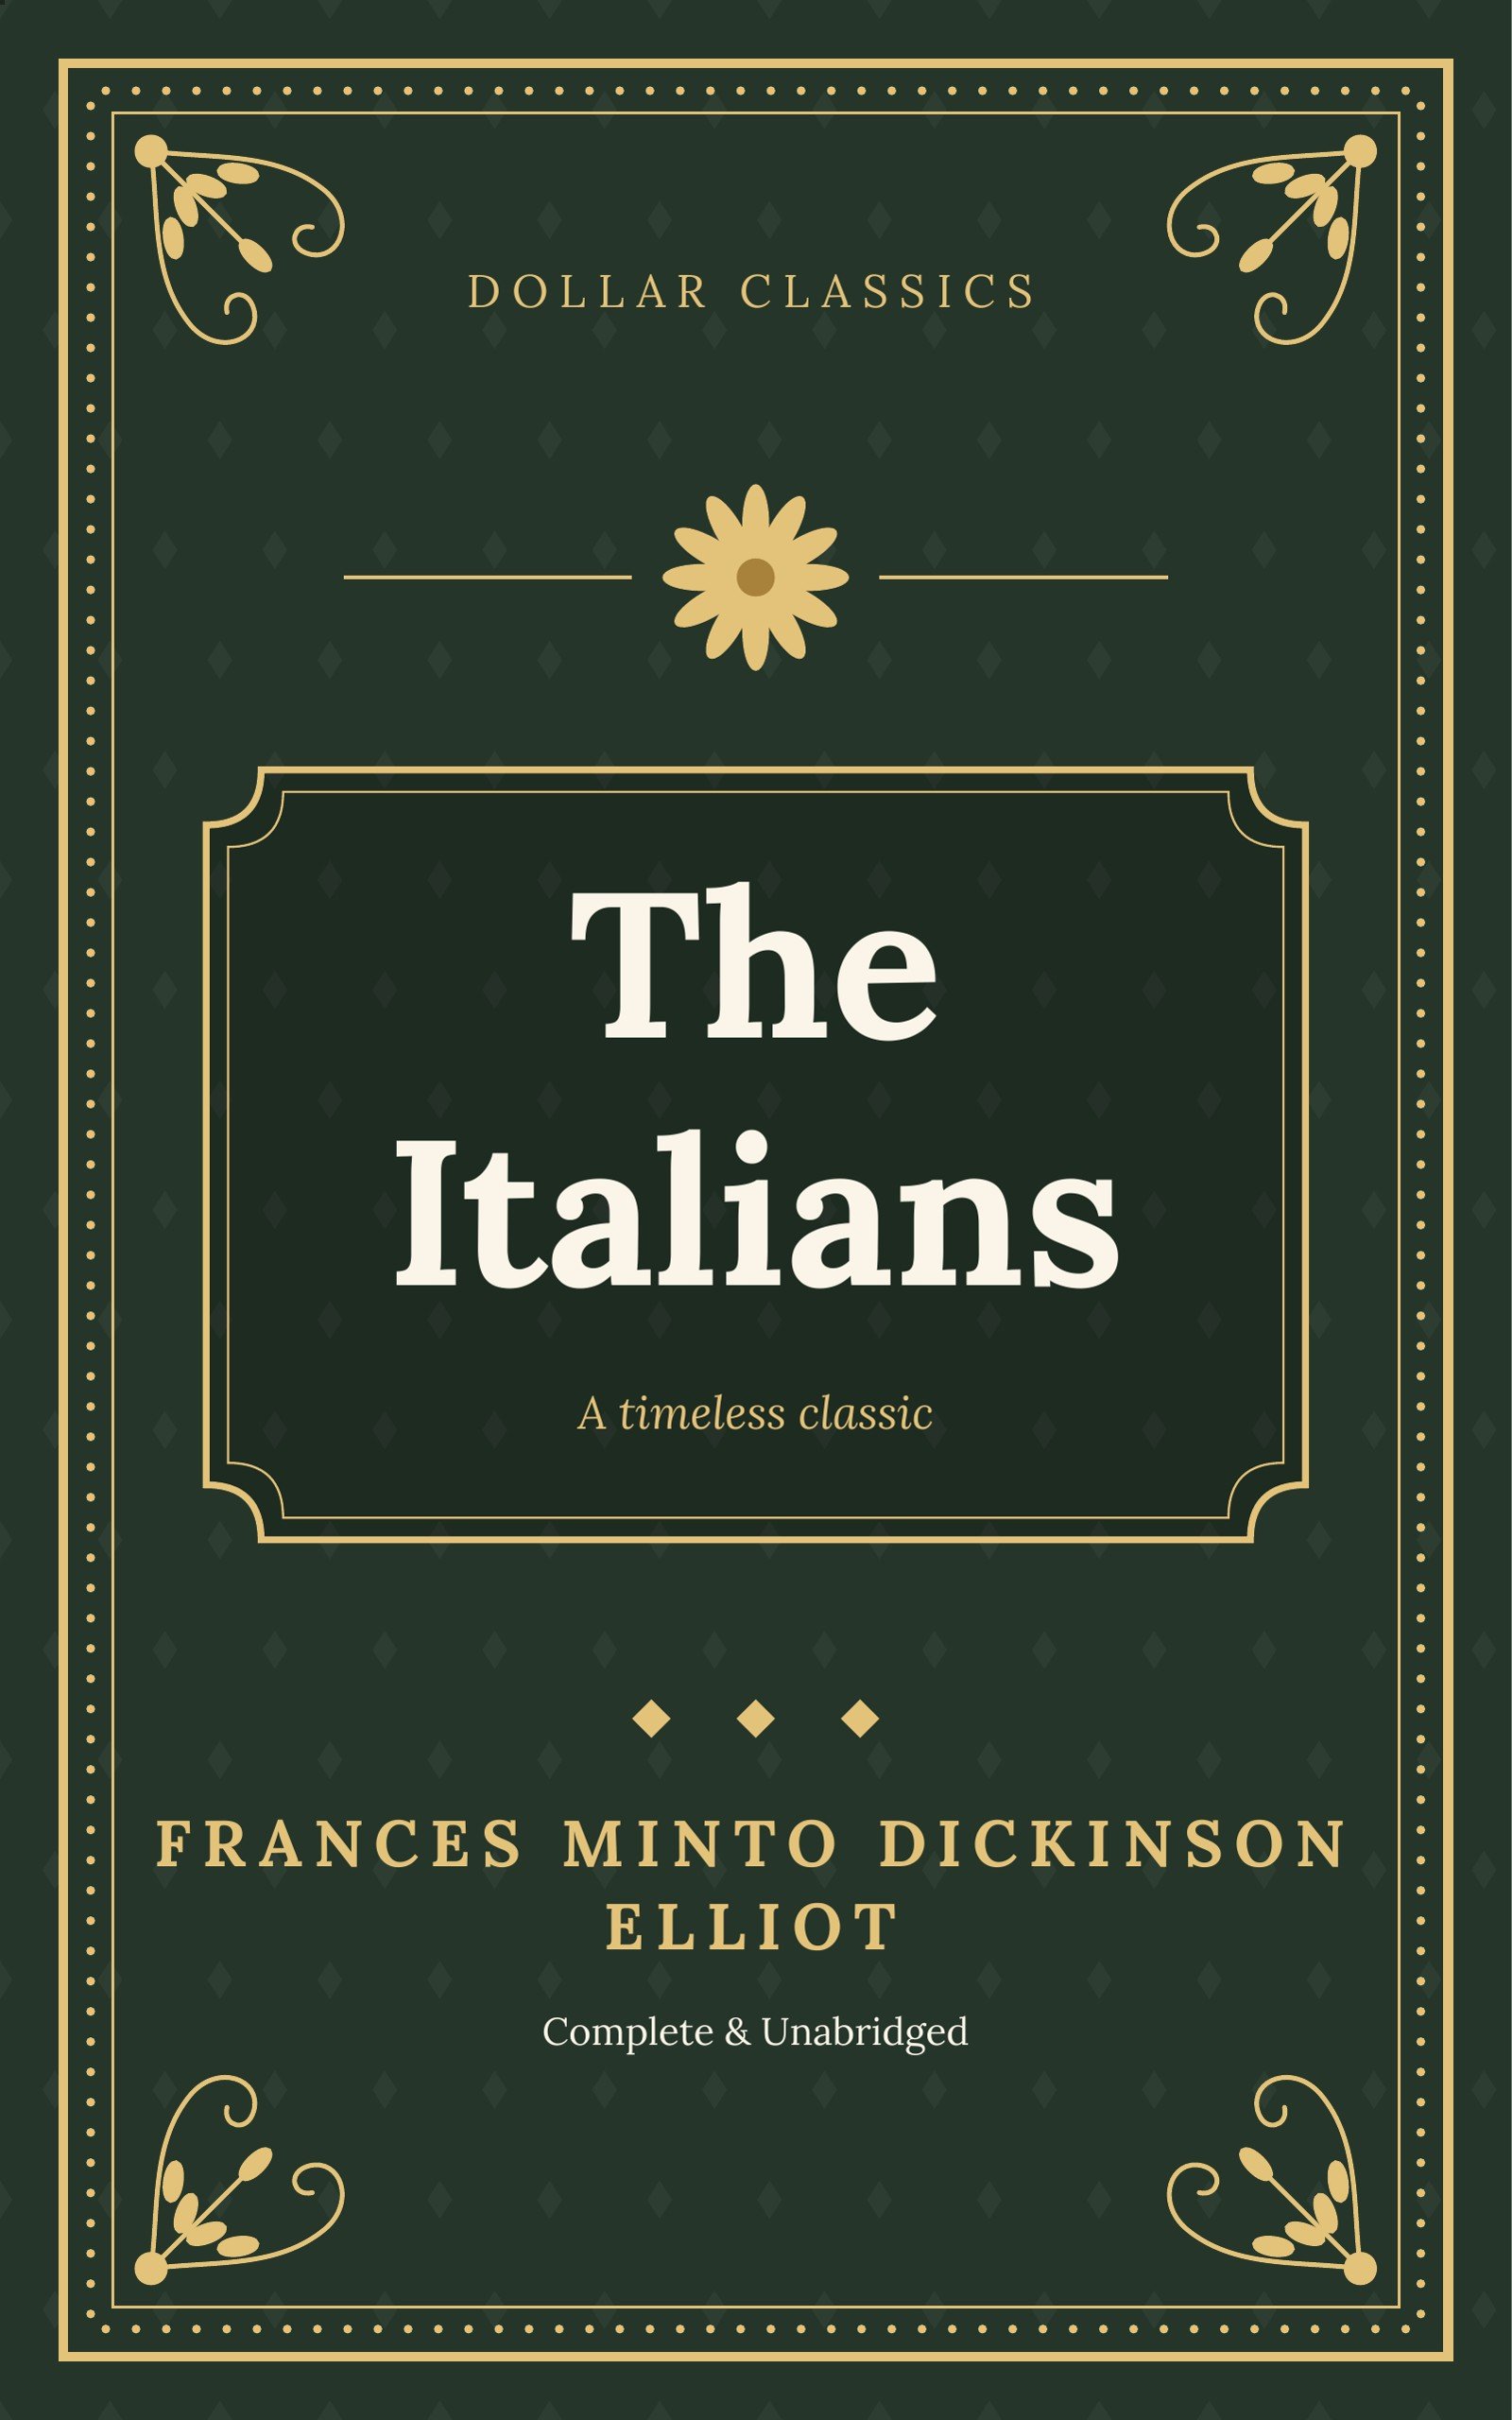 DOLLAR CLASSICS
The
Italians
A timeless classic
FRANCES MINTO DICKINSON
ELLIOT
Complete & Unabridged